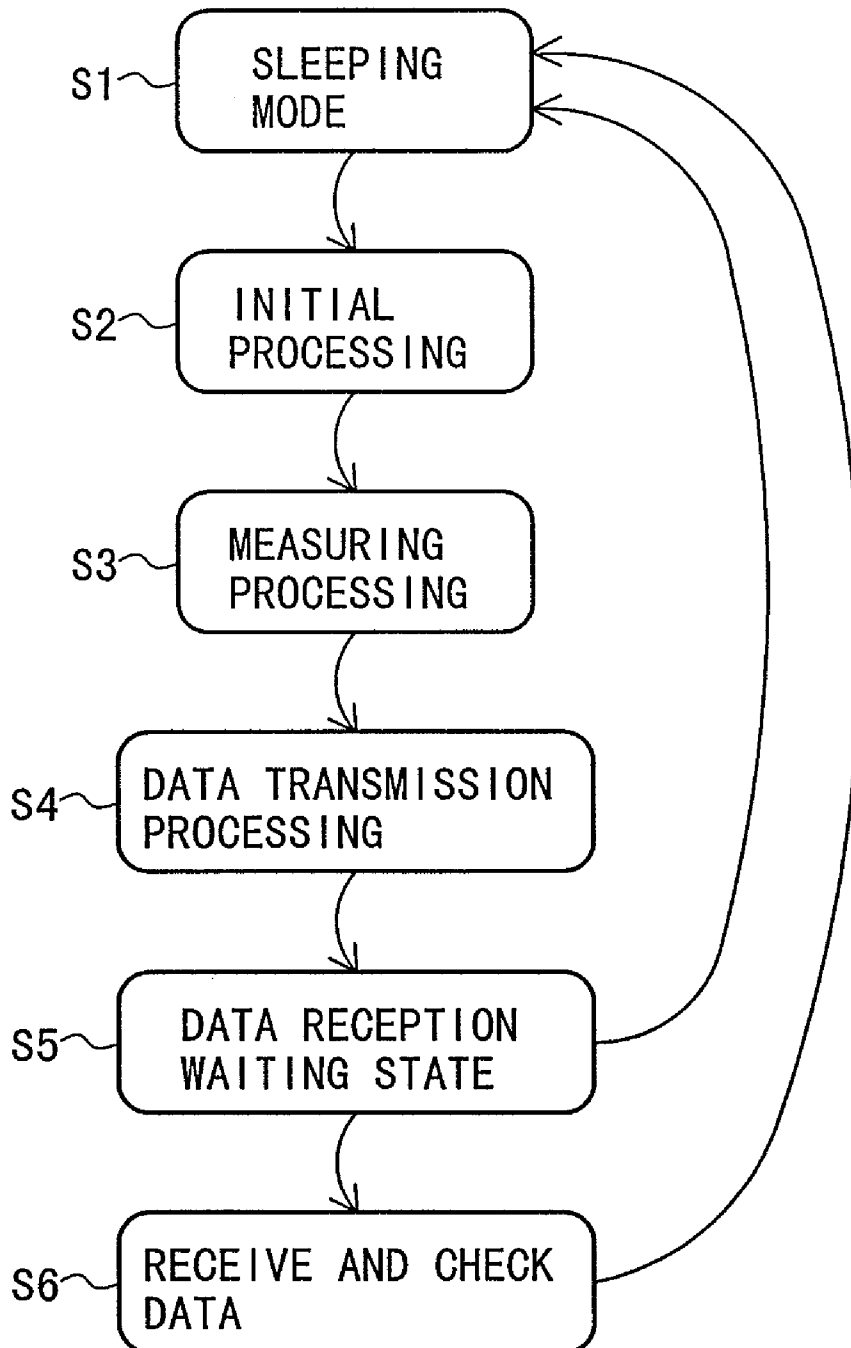 S1
SLEEPING
MODE
S2
INITIAL
PROCESSING
S3
MEASURING
PROCESSING
S4
DATA TRANSMISSION
PROCESSING
S5
DATA RECEPTION
WAITING STATE
S6
RECEIVE AND CHECK
DATA